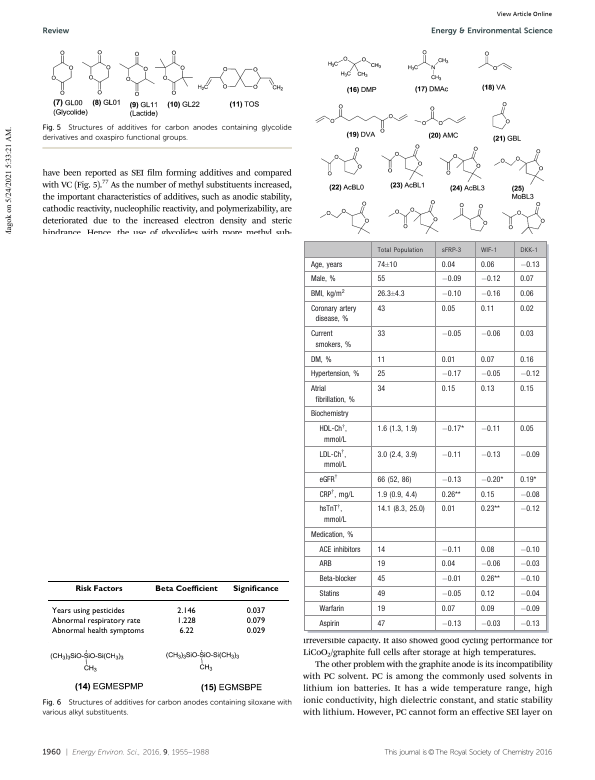 View Article Online
Review
Energy & Environmental Science
(7) GL00
(Glycolide)
(8) GL01
(9) GL11
(Lactide)
(10) GL22
(11) TOS
Fig. 5 Structures of additives for carbon anodes containing glycolide
derivatives and oxaspiro functional groups.
have been reported as SEI film forming additives and compared
with VC (Fig. 5).77 As the number of methyl substituents increased,
the important characteristics of additives, such as anodic stability,
cathodic reactivity, nucleophilic reactivity, and polymerizability, are
deteriorated due to the increased electron density and steric
hindrance. Hence, the use of glycolides with more methyl sub-
Risk Factors Beta Coefficient Significance
Years using pesticides 2.146 0.037
Abnormal respiratory rate 1.228 0.079
Abnormal health symptoms 6.22 0.029
(CH3)3SiO-SiO-Si(CH3)3
CH3
(14) EGMESPMP
(CH3)3SiO-SiO-Si(CH3)3
CH3
(15) EGMSBPE
Fig. 6 Structures of additives for carbon anodes containing siloxane with
various alkyl substituents.
(16) DMP
(17) DMAc
(18) VA
(19) DVA
(20) AMC
(21) GBL
(22) AcBL0
(23) AcBL1
(24) AcBL3
(25)
MoBL3
Total Population sFRP-3 WIF-1 DKK-1
Age, years 74±10 0.04 0.06 −0.13
Male, % 55 −0.09 −0.12 0.07
BMI, kg/m2 26.3±4.3 −0.10 −0.16 0.06
Coronary artery
disease, % 43 0.05 0.11 0.02
Current
smokers, % 33 −0.05 −0.06 0.03
DM, % 11 0.01 0.07 0.16
Hypertension, % 25 −0.17 −0.05 −0.12
Atrial
fibrillation, % 34 0.15 0.13 0.15
Biochemistry
HDL-Ch†,
mmol/L 1.6 (1.3, 1.9) −0.17* −0.11 0.05
LDL-Ch†,
mmol/L 3.0 (2.4, 3.9) −0.11 −0.13 −0.09
eGFR† 66 (52, 86) −0.13 −0.20* 0.19*
CRP†, mg/L 1.9 (0.9, 4.4) 0.26** 0.15 −0.08
hsTnT†,
mmol/L 14.1 (8.3, 25.0) 0.01 0.23** −0.12
Medication, %
ACE inhibitors 14 −0.11 0.08 −0.10
ARB 19 0.04 −0.06 −0.03
Beta-blocker 45 −0.01 0.26** −0.10
Statins 49 −0.05 0.12 −0.04
Warfarin 19 0.07 0.09 −0.09
Aspirin 47 −0.13 −0.03 −0.13
irreversible capacity. It also showed good cycling performance for
LiCoO2/graphite full cells after storage at high temperatures.
The other problem with the graphite anode is its incompatibility
with PC solvent. PC is among the commonly used solvents in
lithium ion batteries. It has a wide temperature range, high
ionic conductivity, high dielectric constant, and static stability
with lithium. However, PC cannot form an effective SEI layer on
1960 | Energy Environ. Sci., 2016, 9, 1955–1988
This journal is © The Royal Society of Chemistry 2016
on 5/24/2021 5:33:21 AM.